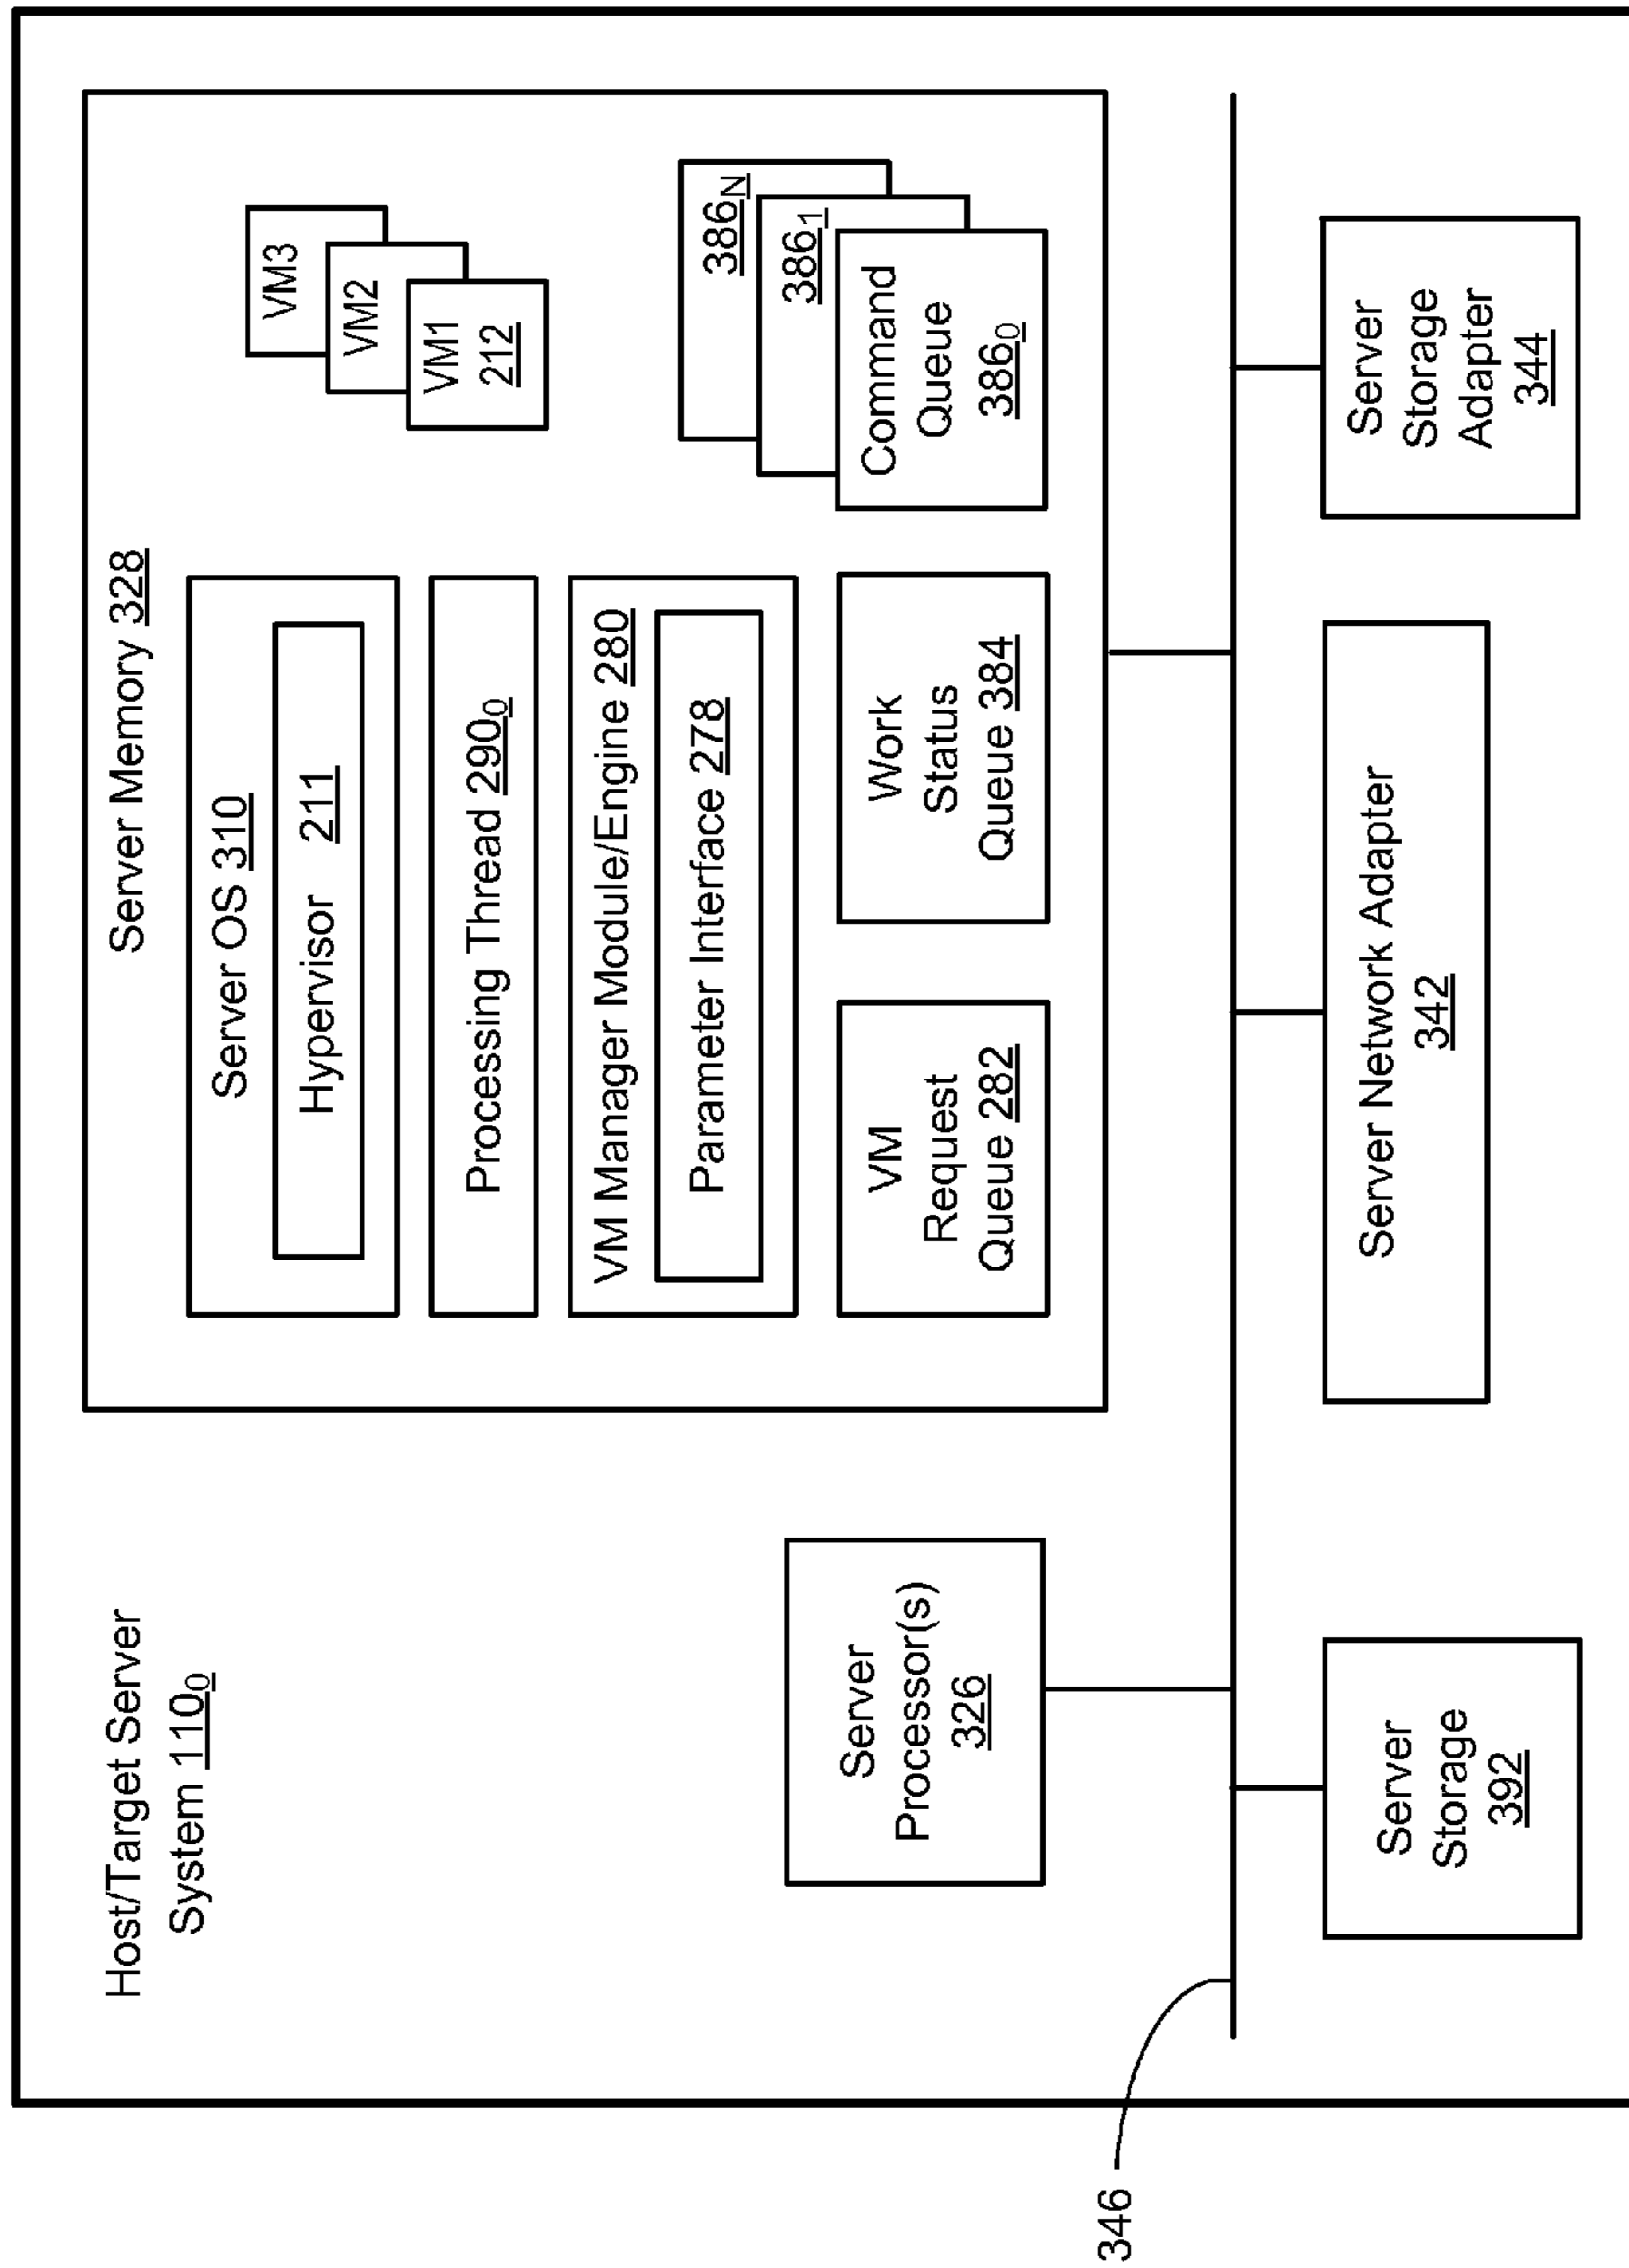 Host/Target Server
System 110₀
Server Memory 328
Server OS 310
Hypervisor 211
Processing Thread 290₀
VM Manager Module/Engine 280
Parameter Interface 278
VM
Request
Queue 282
Work
Status
Queue 384
VM3
VM2
VM1
212
386N
386₁
Command
Queue
386₀
Server
Processor(s)
326
346
Server
Storage
392
Server Network Adapter
342
Server
Storage
Adapter
344